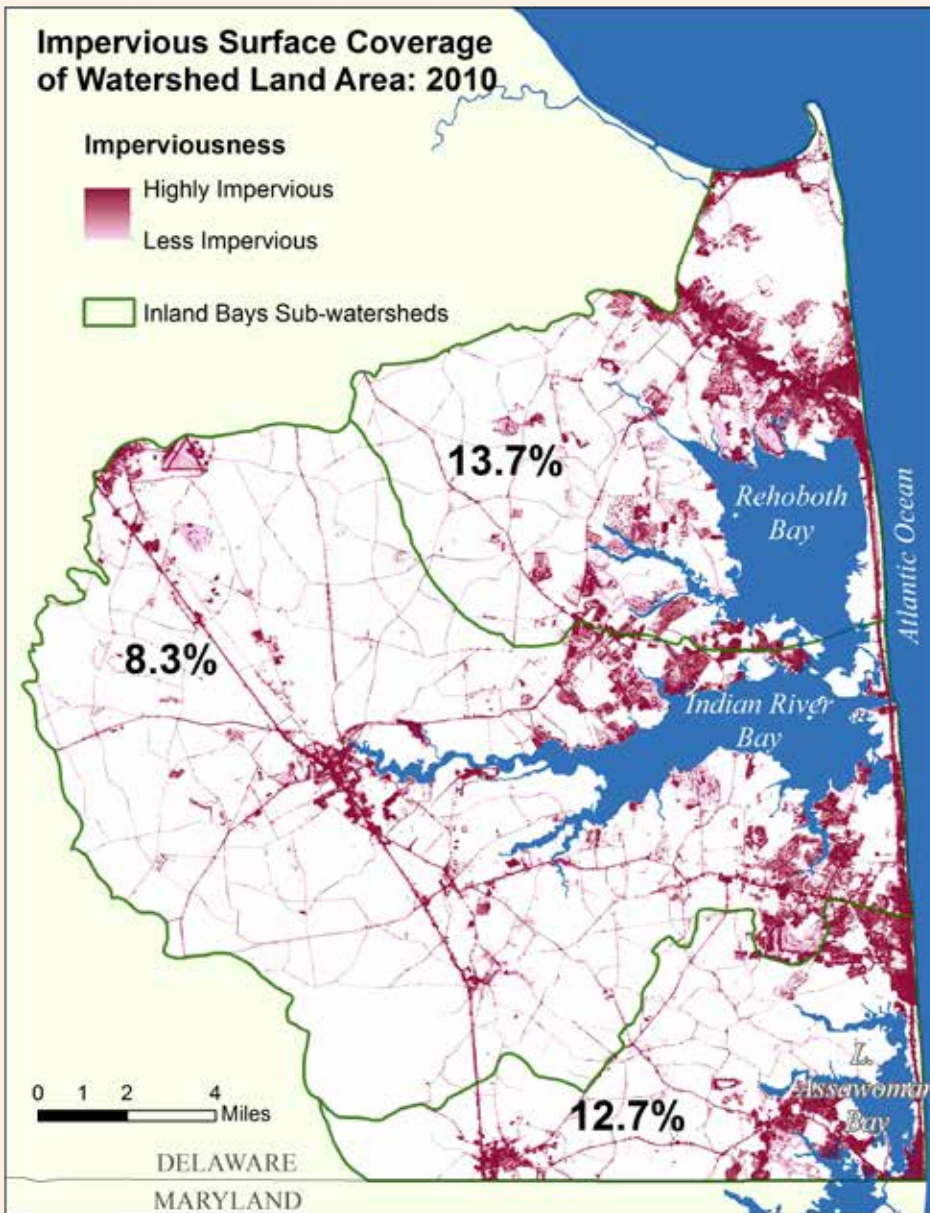 Impervious Surface Coverage
of Watershed Land Area: 2010
Imperviousness
Highly Impervious
Less Impervious
Inland Bays Sub-watersheds
13.7%
Rehoboth
Bay
Atlantic Ocean
8.3%
Indian River
Bay
L.
Assawoman
Bay
12.7%
0 1 2 4
Miles
DELAWARE
MARYLAND